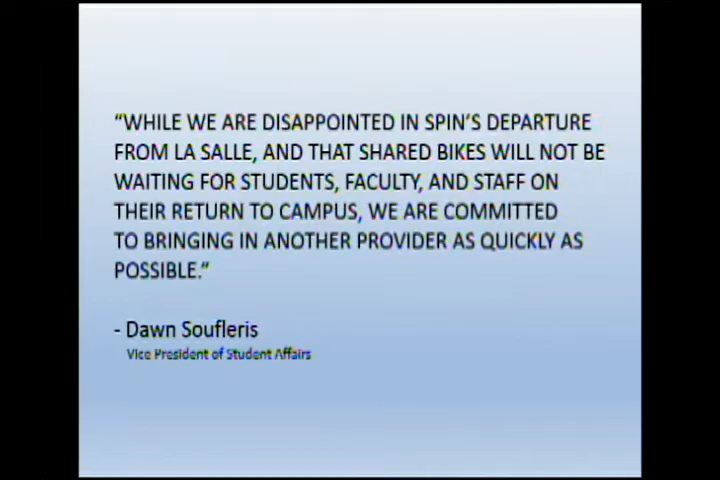 “WHILE WE ARE DISAPPOINTED IN SPIN’S DEPARTURE
FROM LA SALLE, AND THAT SHARED BIKES WILL NOT BE
WAITING FOR STUDENTS, FACULTY, AND STAFF ON
THEIR RETURN TO CAMPUS, WE ARE COMMITTED
TO BRINGING IN ANOTHER PROVIDER AS QUICKLY AS
POSSIBLE.”
- Dawn Soufleris
Vice President of Student Affairs